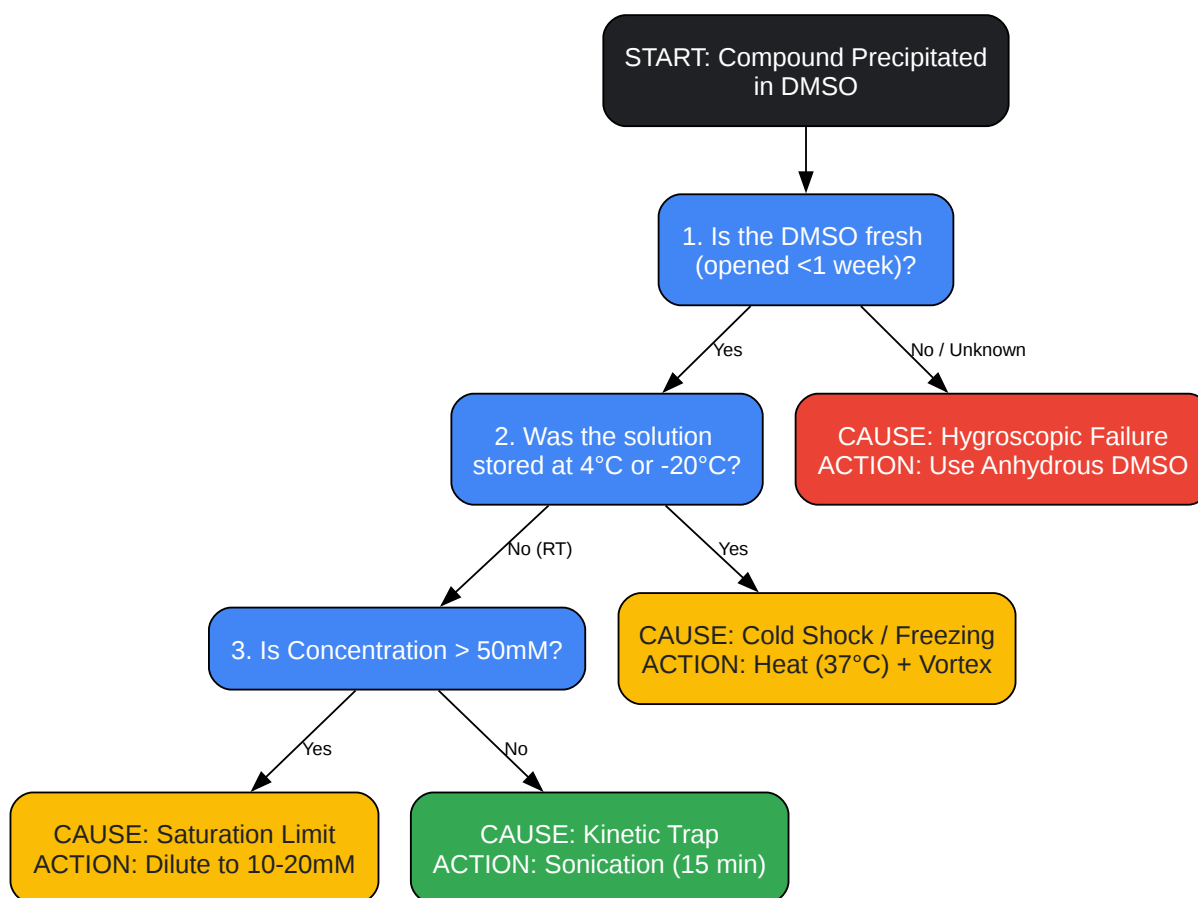 START: Compound Precipitated
in DMSO
1. Is the DMSO fresh
(opened <1 week)?
Yes
No / Unknown
2. Was the solution
stored at 4°C or -20°C?
CAUSE: Hygroscopic Failure
ACTION: Use Anhydrous DMSO
No (RT)
Yes
3. Is Concentration > 50mM?
CAUSE: Cold Shock / Freezing
ACTION: Heat (37°C) + Vortex
Yes
No
CAUSE: Saturation Limit
ACTION: Dilute to 10-20mM
CAUSE: Kinetic Trap
ACTION: Sonication (15 min)